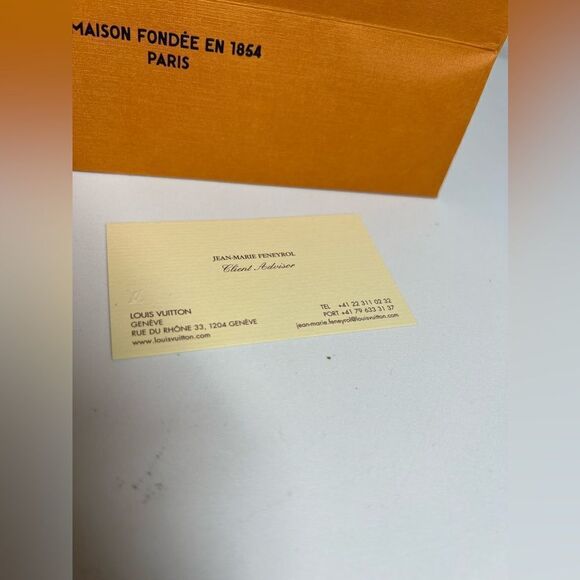 MAISON FONDÉE EN 1854
PARIS
JEAN-MARIE FENEYROL
Client Advisor
LV
LOUIS VUITTON
GENÈVE
RUE DU RHÔNE 33, 1204 GENÈVE
www.louisvuitton.com
TEL +41 22 311 02 32
PORT +41 79 633 31 37
jean-marie.feneyrol@louisvuitton.com